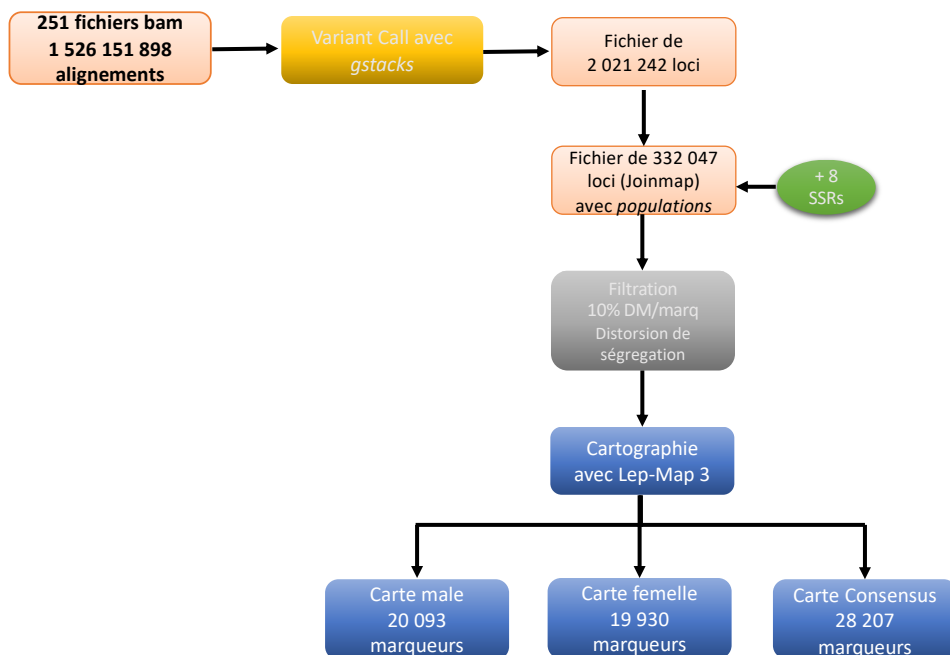 251 fichiers bam
1 526 151 898
alignements
Variant Call avec
gstacks
Fichier de
2 021 242 loci
Fichier de 332 047
loci (Joinmap)
avec populations
+ 8
SSRs
Filtration
10% DM/marq
Distorsion de
ségregation
Cartographie
avec Lep-Map 3
Carte male
20 093
marqueurs
Carte femelle
19 930
marqueurs
Carte Consensus
28 207
marqueurs